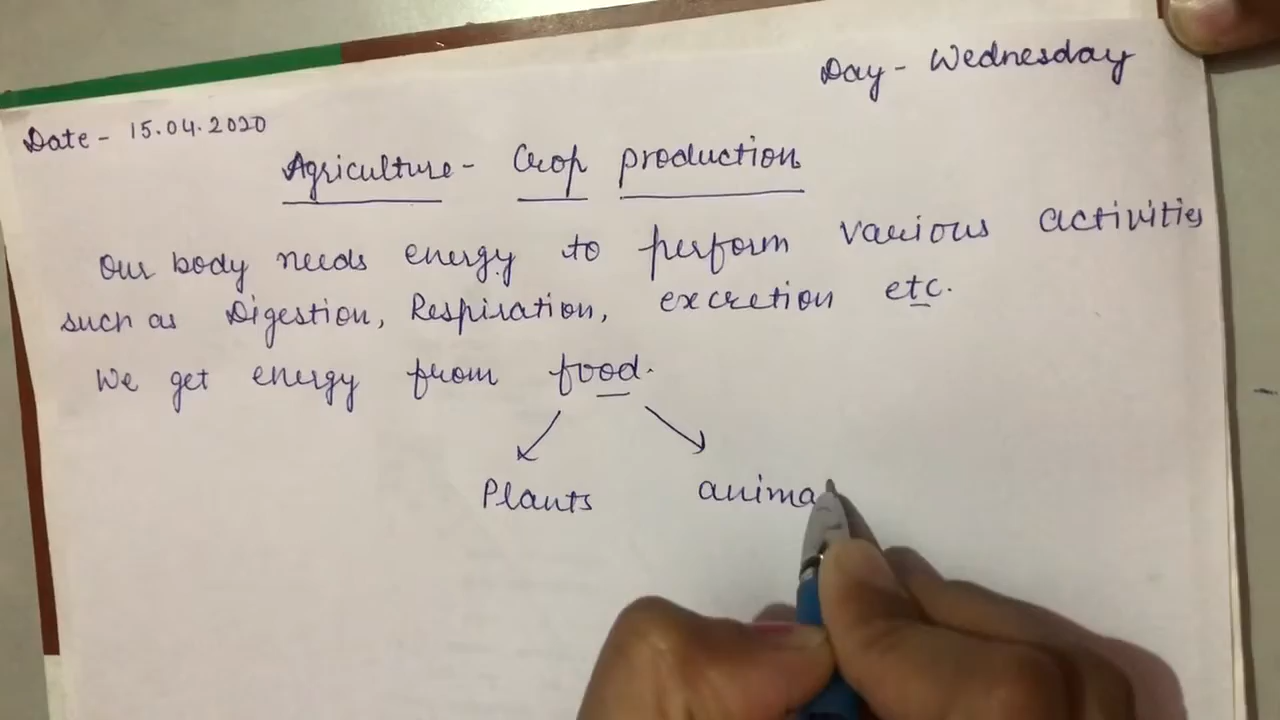 Day - Wednesday
Date - 15.04.2020
Agriculture - Crop production
Our body needs energy to perform various activities
such as Digestion, Respiration, excretion etc.
We get energy from food.
Plants anima